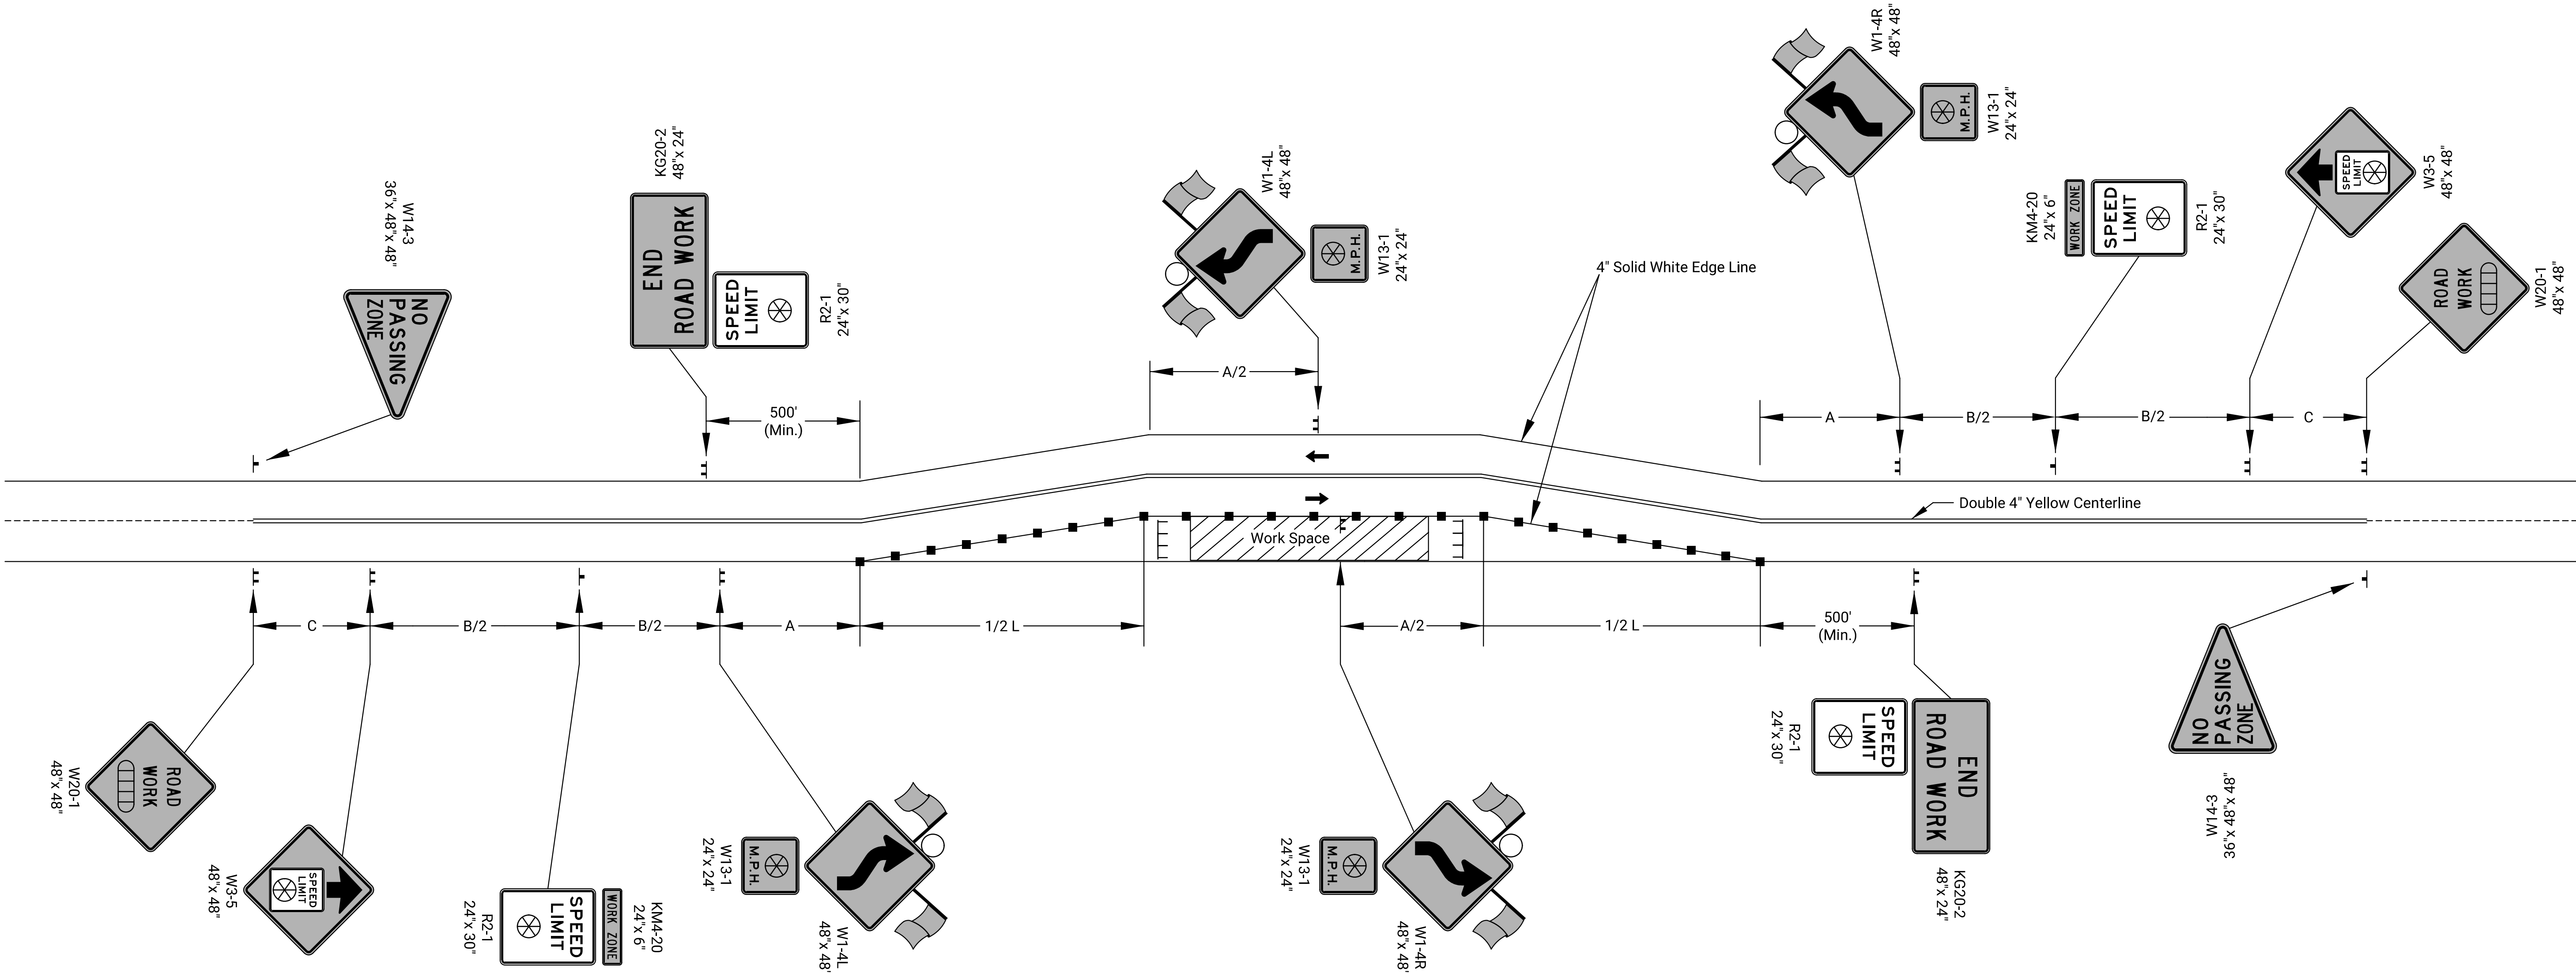 W1-4R
48"x 48"
W13-1
24"x 24"
M.P.H.
W3-5
48"x 48"
SPEED
LIMIT
KM4-20
24"x 6"
WORK ZONE
SPEED
LIMIT
R2-1
24"x 30"
ROAD
WORK
W20-1
48"x 48"
W14-3
36"x 48"x 48"
NO
PASSING
ZONE
KG20-2
48"x 24"
END
ROAD WORK
SPEED
LIMIT
R2-1
24"x 30"
W1-4L
48"x 48"
M.P.H.
W13-1
24"x 24"
4" Solid White Edge Line
A/2
500'
(Min.)
A
B/2
B/2
C
Double 4" Yellow Centerline
Work Space
C
B/2
B/2
A
1/2 L
A/2
1/2 L
500'
(Min.)
ROAD
WORK
W20-1
48"x 48"
SPEED
LIMIT
W3-5
48"x 48"
SPEED
LIMIT
R2-1
24"x 30"
WORK ZONE
KM4-20
24"x 6"
M.P.H.
W13-1
24"x 24"
W1-4L
48"x 48'
M.P.H.
W13-1
24"x 24"
W1-4R
48"x 48'
SPEED
LIMIT
R2-1
24"x 30"
END
ROAD WORK
KG20-2
48"x 24"
NO
PASSING
ZONE
W14-3
36"x 48"x 48"